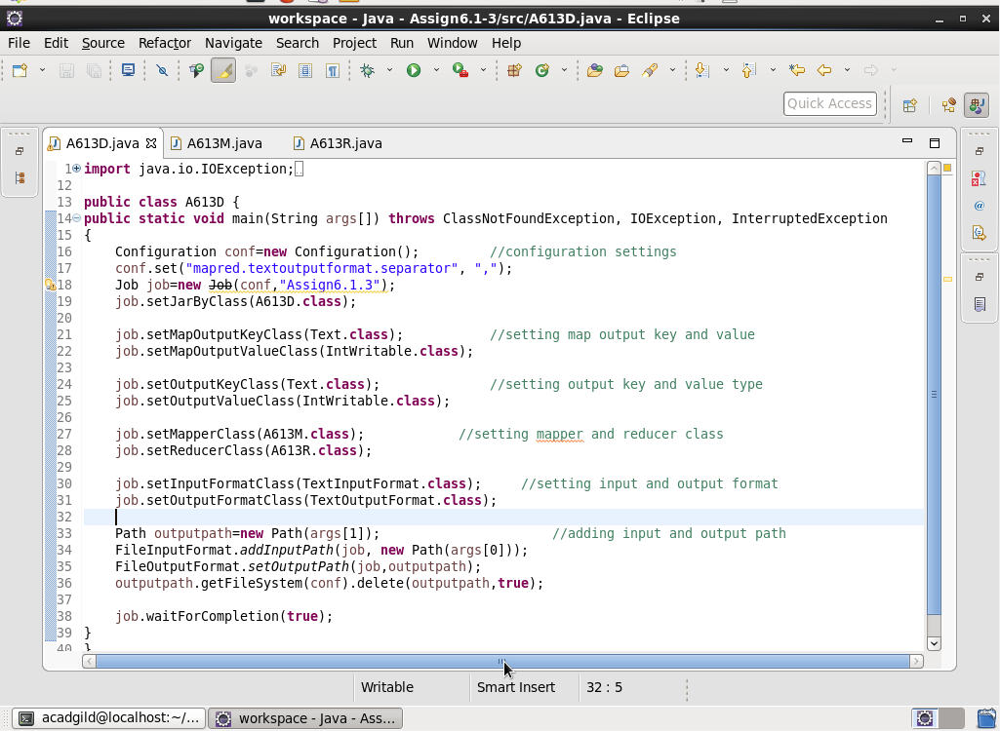 workspace - Java - Assign6.1-3/src/A613D.java - Eclipse
File Edit Source Refactor Navigate Search Project Run Window Help
Quick Access
A613D.java A613M.java A613R.java
1 import java.io.IOException;
12
13 public class A613D {
14 public static void main(String args[]) throws ClassNotFoundException, IOException, InterruptedException
15 {
16 Configuration conf=new Configuration(); //configuration settings
17 conf.set("mapred.textoutputformat.separator", ",");
18 Job job=new Job(conf,"Assign6.1.3");
19 job.setJarByClass(A613D.class);
20
21 job.setMapOutputKeyClass(Text.class); //setting map output key and value
22 job.setMapOutputValueClass(IntWritable.class);
23
24 job.setOutputKeyClass(Text.class); //setting output key and value type
25 job.setOutputValueClass(IntWritable.class);
26
27 job.setMapperClass(A613M.class); //setting mapper and reducer class
28 job.setReducerClass(A613R.class);
29
30 job.setInputFormatClass(TextInputFormat.class); //setting input and output format
31 job.setOutputFormatClass(TextOutputFormat.class);
32
33 Path outputpath=new Path(args[1]); //adding input and output path
34 FileInputFormat.addInputPath(job, new Path(args[0]));
35 FileOutputFormat.setOutputPath(job,outputpath);
36 outputpath.getFileSystem(conf).delete(outputpath,true);
37
38 job.waitForCompletion(true);
39 }
40 }
Writable Smart Insert 32 : 5
acadgild@localhost:~/... workspace - Java - Ass...